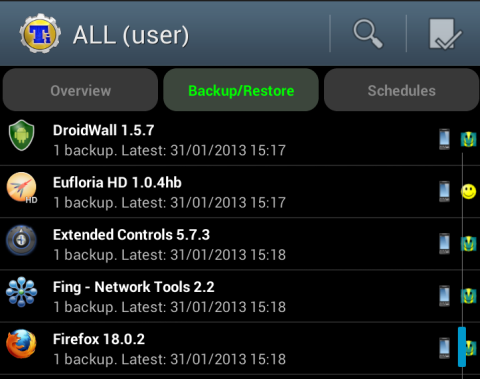 ALL (user)
Overview
Backup/Restore
Schedules
DroidWall 1.5.7
1 backup. Latest: 31/01/2013 15:17
Eufloria HD 1.0.4hb
1 backup. Latest: 31/01/2013 15:17
HD
Extended Controls 5.7.3
1 backup. Latest: 31/01/2013 15:18
Fing - Network Tools 2.2
1 backup. Latest: 31/01/2013 15:18
Firefox 18.0.2
1 backup. Latest: 31/01/2013 15:18